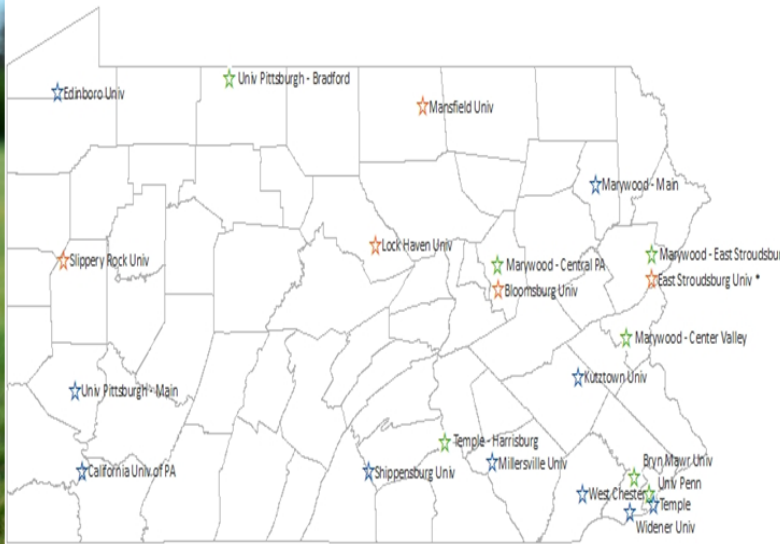 Univ Pittsburgh - Bradford
Edinboro Univ
Mansfield Univ
Marywood - Main
Lock Haven Univ
Marywood - East Stroudsbur
Slippery Rock Univ
Marywood - Central PA
East Stroudsburg Univ *
Bloomsburg Univ
Marywood - Center Valley
Kutztown Univ
Univ Pittsburgh - Main
Temple - Harrisburg
Bryn Mawr Univ
Millersville Univ
California Univ of PA
Shippensburg Univ
Univ Penn
West Chester
Temple
Widener Univ